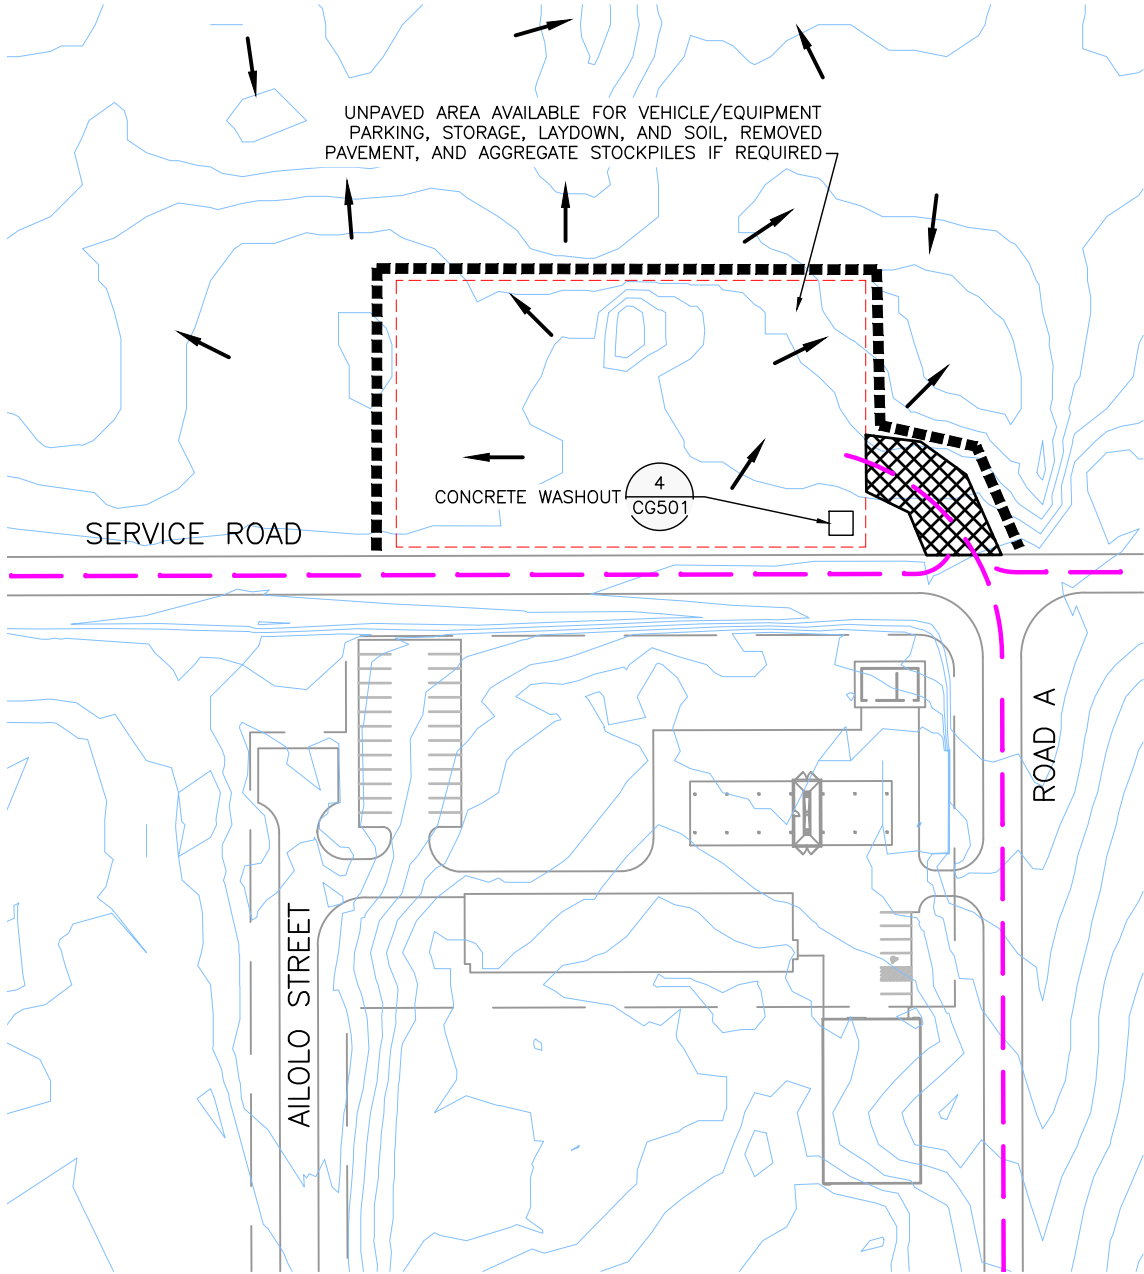 UNPAVED AREA AVAILABLE FOR VEHICLE/EQUIPMENT
PARKING, STORAGE, LAYDOWN, AND SOIL, REMOVED
PAVEMENT, AND AGGREGATE STOCKPILES IF REQUIRED
CONCRETE WASHOUT
4
CG501
SERVICE ROAD
ROAD A
AILOLO STREET